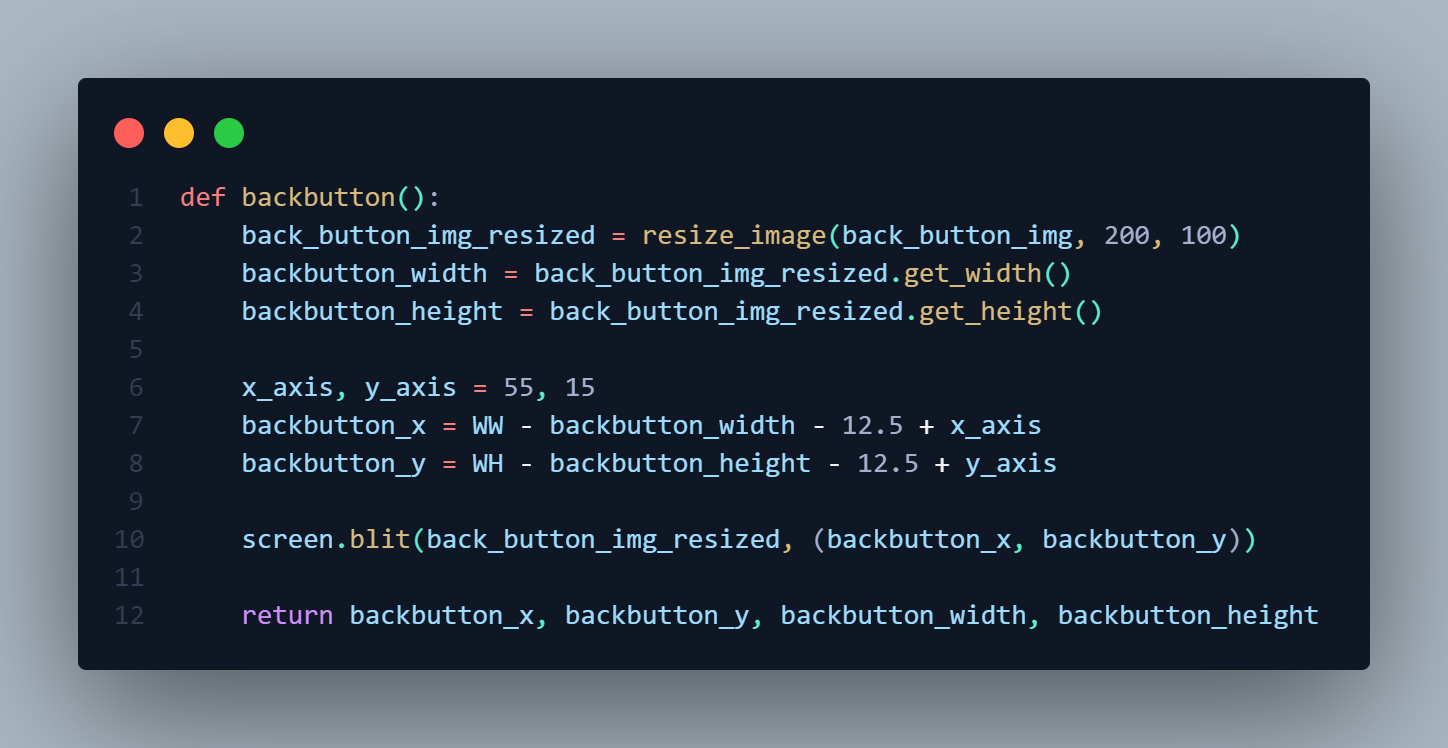 1 def backbutton():
2     back_button_img_resized = resize_image(back_button_img, 200, 100)
3     backbutton_width = back_button_img_resized.get_width()
4     backbutton_height = back_button_img_resized.get_height()
5
6     x_axis, y_axis = 55, 15
7     backbutton_x = WW - backbutton_width - 12.5 + x_axis
8     backbutton_y = WH - backbutton_height - 12.5 + y_axis
9
10     screen.blit(back_button_img_resized, (backbutton_x, backbutton_y))
11
12     return backbutton_x, backbutton_y, backbutton_width, backbutton_height